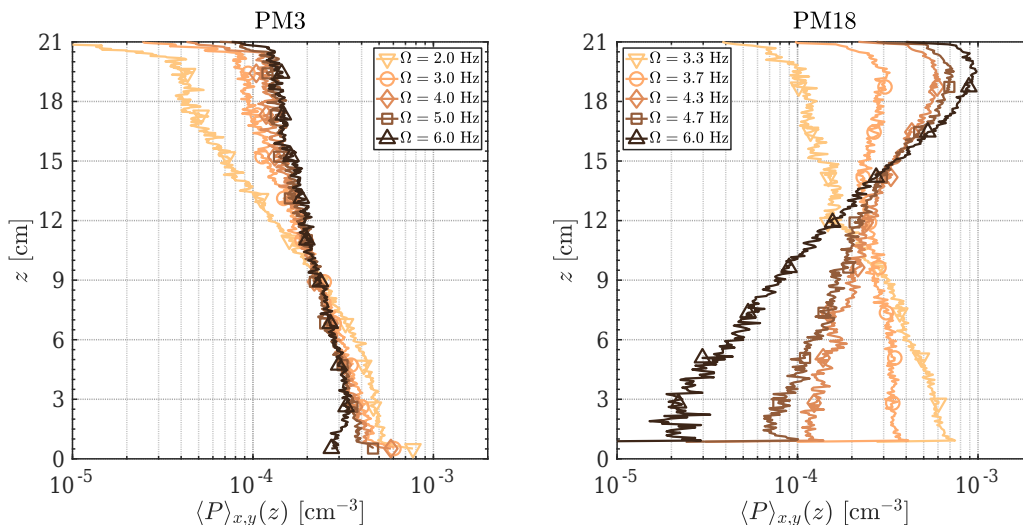 PM3
21
18
15
12
9
6
3
0
z [cm]
Ω = 2.0 Hz
Ω = 3.0 Hz
Ω = 4.0 Hz
Ω = 5.0 Hz
Ω = 6.0 Hz
10⁻⁵ 10⁻⁴ 10⁻³
⟨P⟩x,y(z) [cm⁻³]
PM18
21
18
15
12
9
6
3
0
z [cm]
Ω = 3.3 Hz
Ω = 3.7 Hz
Ω = 4.3 Hz
Ω = 4.7 Hz
Ω = 6.0 Hz
10⁻⁵ 10⁻⁴ 10⁻³
⟨P⟩x,y(z) [cm⁻³]